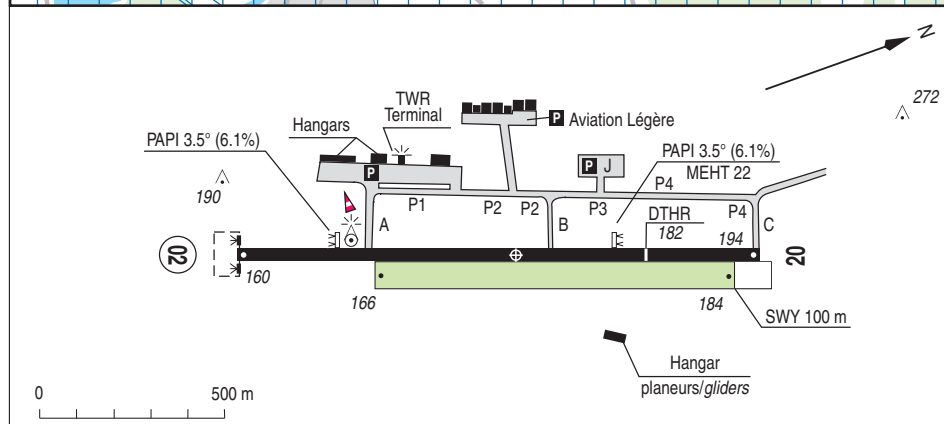 N
272
TWR
Terminal
P Aviation Légère
Hangars
PAPI 3.5° (6.1%)
PAPI 3.5° (6.1%)
MEHT 22
P
P J
190
P4
P1
P2
P2
P3
P4
A
B
C
DTHR
182
194
02
20
160
166
184
SWY 100 m
Hangar
planeurs/gliders
0
500 m